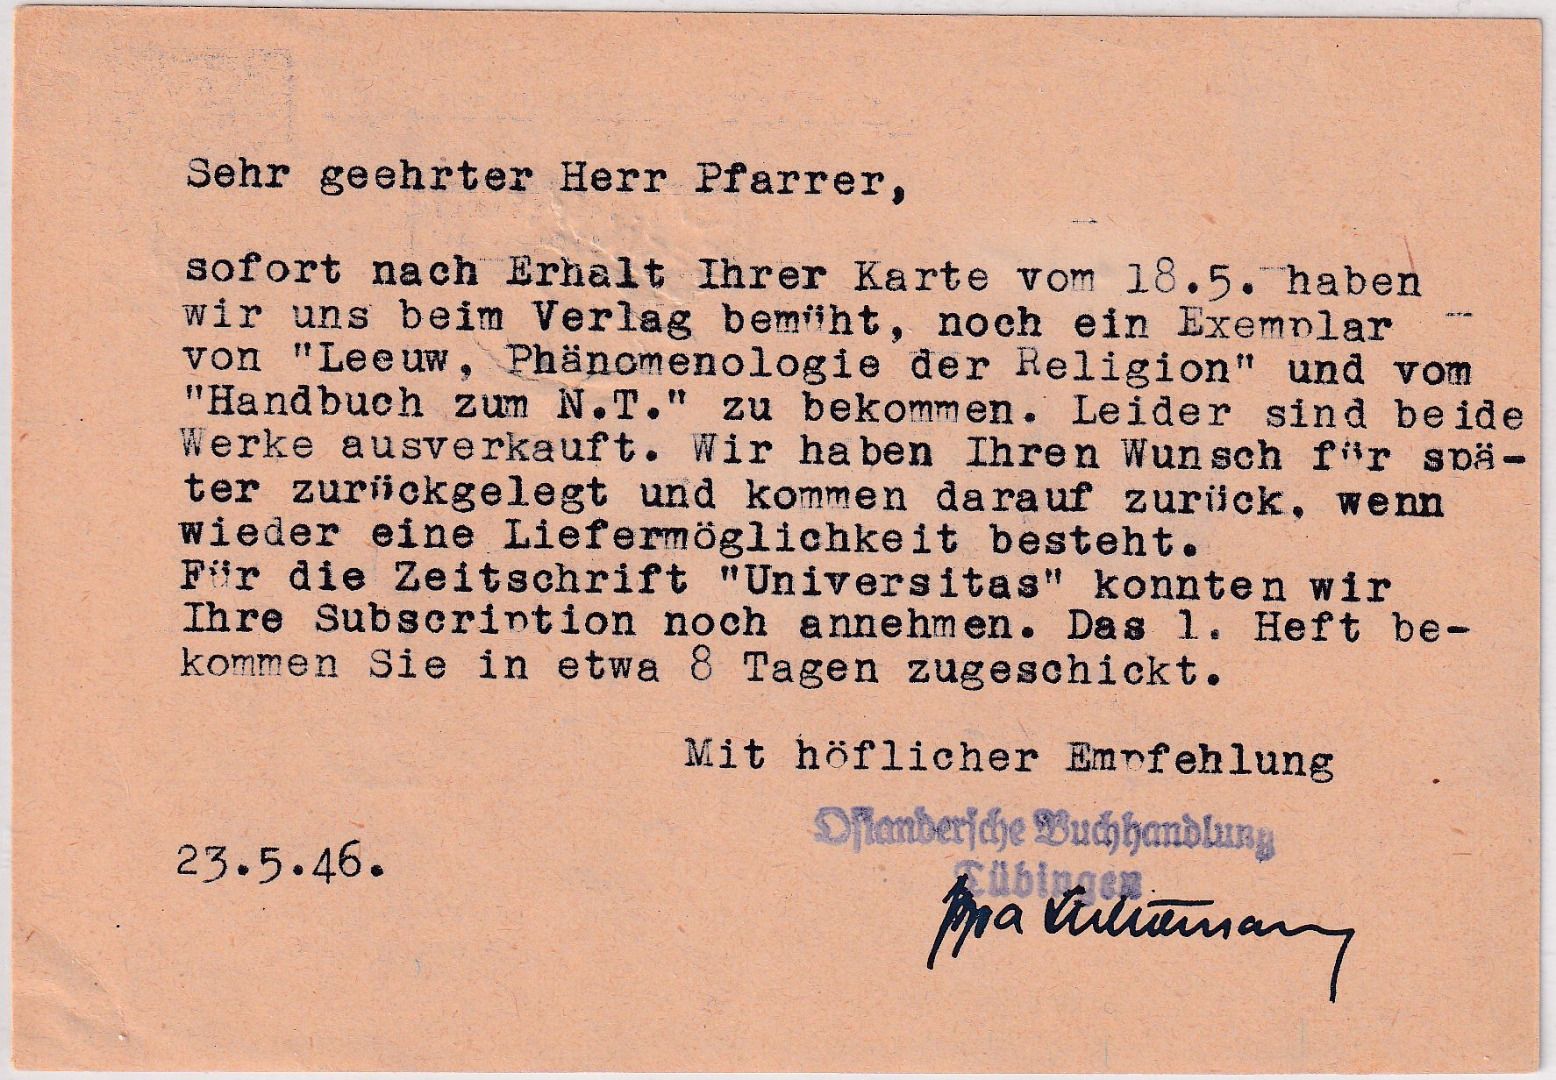 Sehr geehrter Herr Pfarrer,
sofort nach Erhalt Ihrer Karte vom 18.5. haben
wir uns beim Verlag bemüht, noch ein Exemplar
von "Leeuw, Phänomenologie der Religion" und vom
"Handbuch zum N.T." zu bekommen. Leider sind beide
Werke ausverkauft. Wir haben Ihren Wunsch für spä-
ter zurückgelegt und kommen darauf zurück, wenn
wieder eine Liefermöglichkeit besteht.
Für die Zeitschrift "Universitas" konnten wir
Ihre Subscription noch annehmen. Das 1. Heft be-
kommen Sie in etwa 8 Tagen zugeschickt.
Mit höflicher Empfehlung
Osiandersche Buchhandlung
Tübingen
23.5.46.
ppa